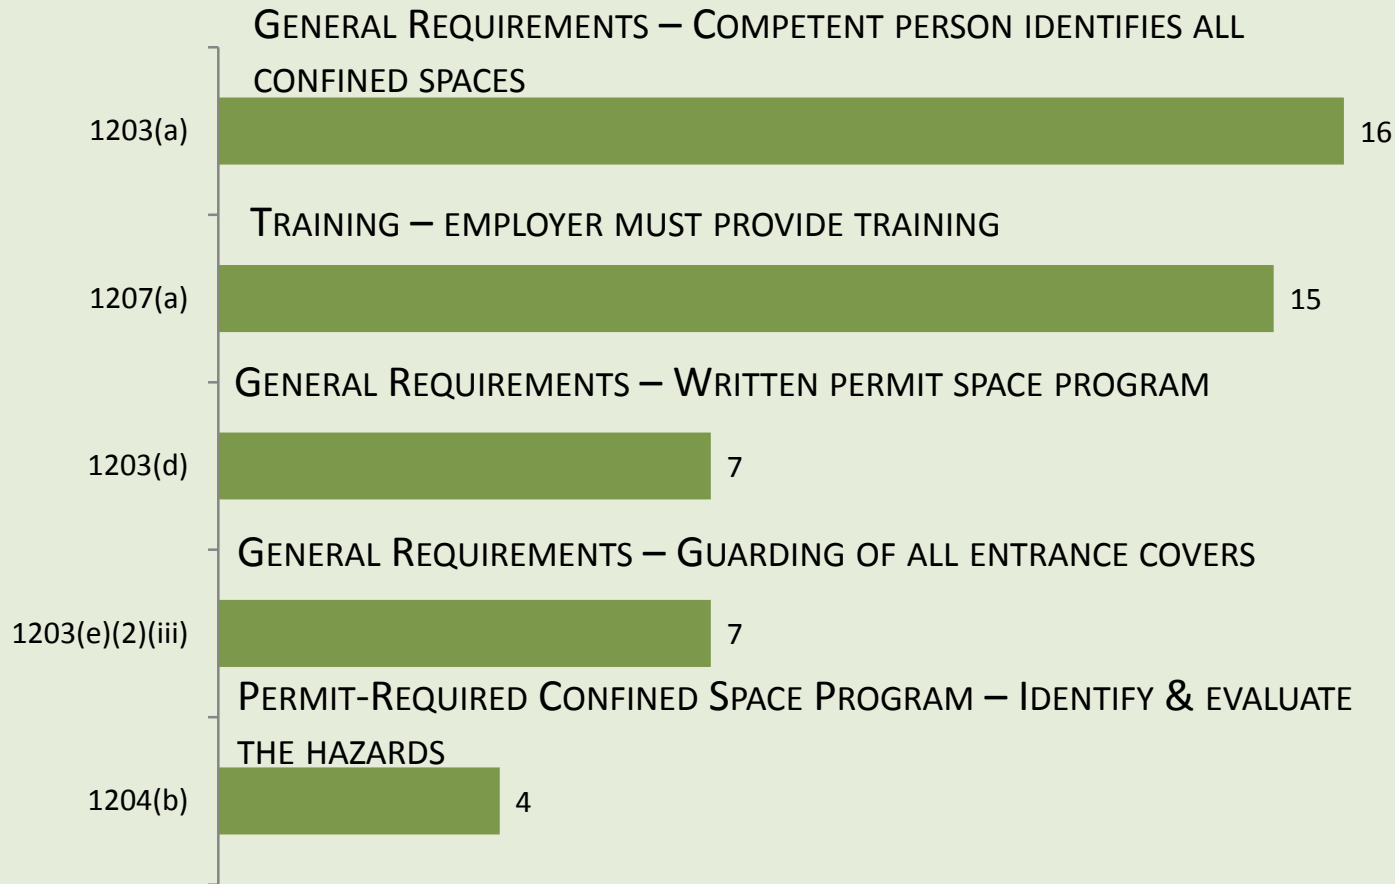 General Requirements – Competent person identifies all
confined spaces
1203(a)
16
Training – employer must provide training
1207(a)
15
General Requirements – Written permit space program
1203(d)
7
General Requirements – Guarding of all entrance covers
1203(e)(2)(iii)
7
Permit-Required Confined Space Program – Identify & evaluate
the hazards
1204(b)
4